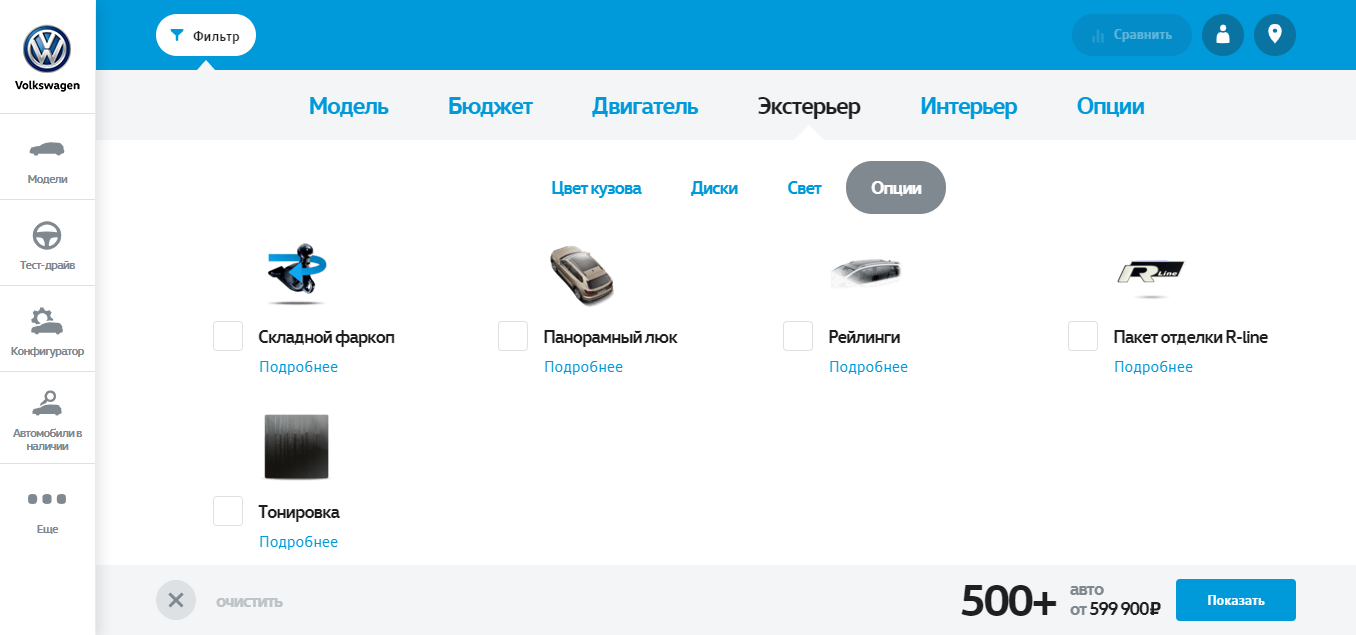 Фильтр
Сравнить
Volkswagen
Модель Бюджет Двигатель Экстерьер Интерьер Опции
Модели
Цвет кузова Диски Свет Опции
Тест-драйв
R Line
Конфигуратор
Складной фаркоп Панорамный люк Рейлинги Пакет отделки R-line
Подробнее Подробнее Подробнее Подробнее
Автомобили в
наличии
Тонировка
Подробнее
Еще
очистить
500+
авто
от 599 900₽
Показать